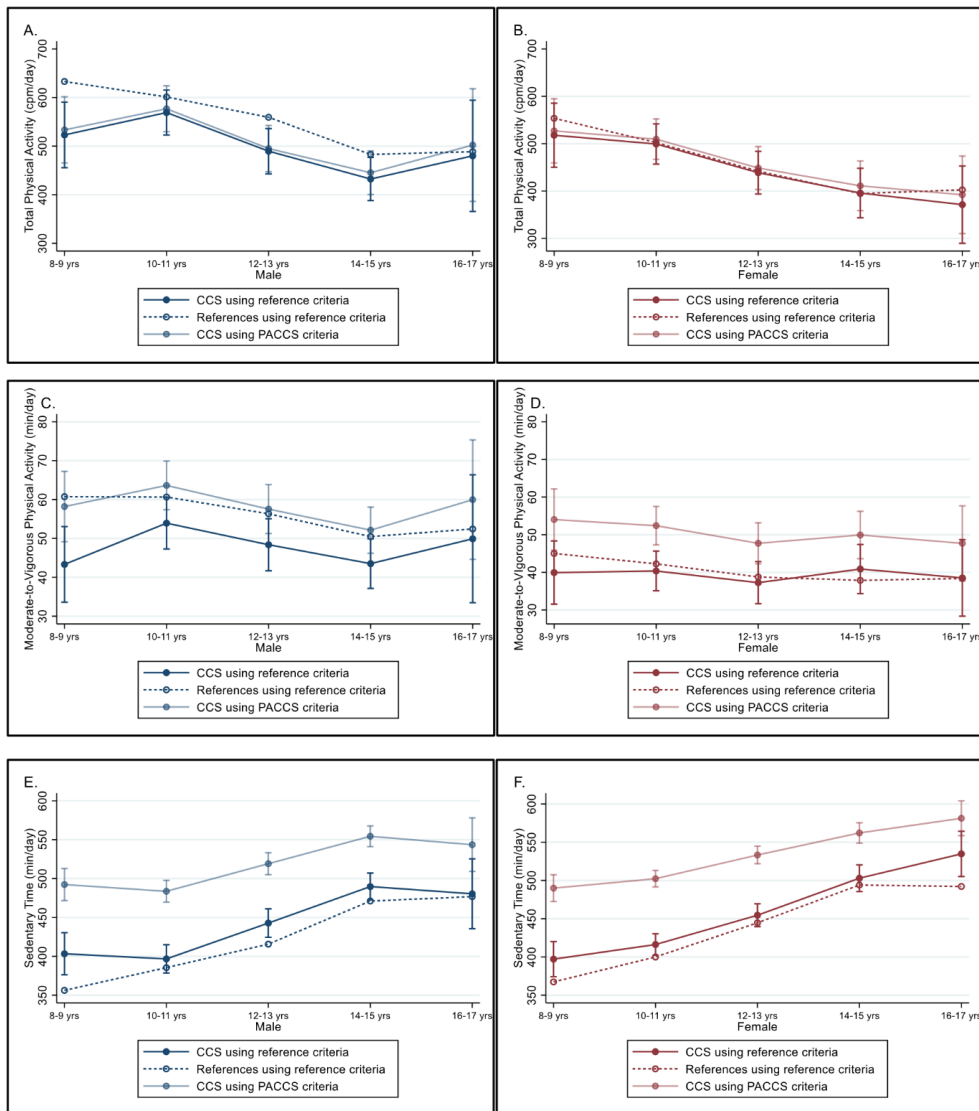 A.
Total Physical Activity (cpm/day)
700
600
500
400
300
8-9 yrs 10-11 yrs 12-13 yrs 14-15 yrs 16-17 yrs
Male
CCS using reference criteria
References using reference criteria
CCS using PACCS criteria
B.
Total Physical Activity (cpm/day)
700
600
500
400
300
8-9 yrs 10-11 yrs 12-13 yrs 14-15 yrs 16-17 yrs
Female
CCS using reference criteria
References using reference criteria
CCS using PACCS criteria
C.
Moderate-to-Vigorous Physical Activity (min/day)
80
70
60
50
40
30
8-9 yrs 10-11 yrs 12-13 yrs 14-15 yrs 16-17 yrs
Male
CCS using reference criteria
References using reference criteria
CCS using PACCS criteria
D.
Moderate-to-Vigorous Physical Activity (min/day)
80
70
60
50
40
30
8-9 yrs 10-11 yrs 12-13 yrs 14-15 yrs 16-17 yrs
Female
CCS using reference criteria
References using reference criteria
CCS using PACCS criteria
E.
Sedentary Time (min/day)
600
550
500
450
400
350
8-9 yrs 10-11 yrs 12-13 yrs 14-15 yrs 16-17 yrs
Male
CCS using reference criteria
References using reference criteria
CCS using PACCS criteria
F.
Sedentary Time (min/day)
600
550
500
450
400
350
8-9 yrs 10-11 yrs 12-13 yrs 14-15 yrs 16-17 yrs
Female
CCS using reference criteria
References using reference criteria
CCS using PACCS criteria